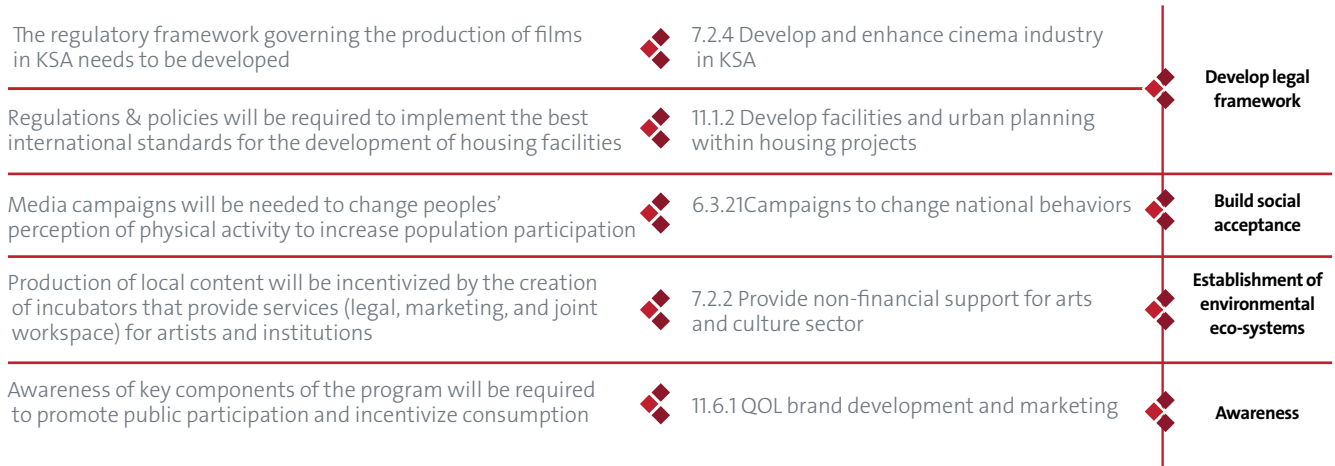 The regulatory framework governing the production of films
in KSA needs to be developed
7.2.4 Develop and enhance cinema industry
in KSA
Develop legal
framework
Regulations & policies will be required to implement the best
international standards for the development of housing facilities
11.1.2 Develop facilities and urban planning
within housing projects
Media campaigns will be needed to change peoples’
perception of physical activity to increase population participation
6.3.21Campaigns to change national behaviors
Build social
acceptance
Production of local content will be incentivized by the creation
of incubators that provide services (legal, marketing, and joint
workspace) for artists and institutions
7.2.2 Provide non-financial support for arts
and culture sector
Establishment of
environmental
eco-systems
Awareness of key components of the program will be required
to promote public participation and incentivize consumption
11.6.1 QOL brand development and marketing
Awareness